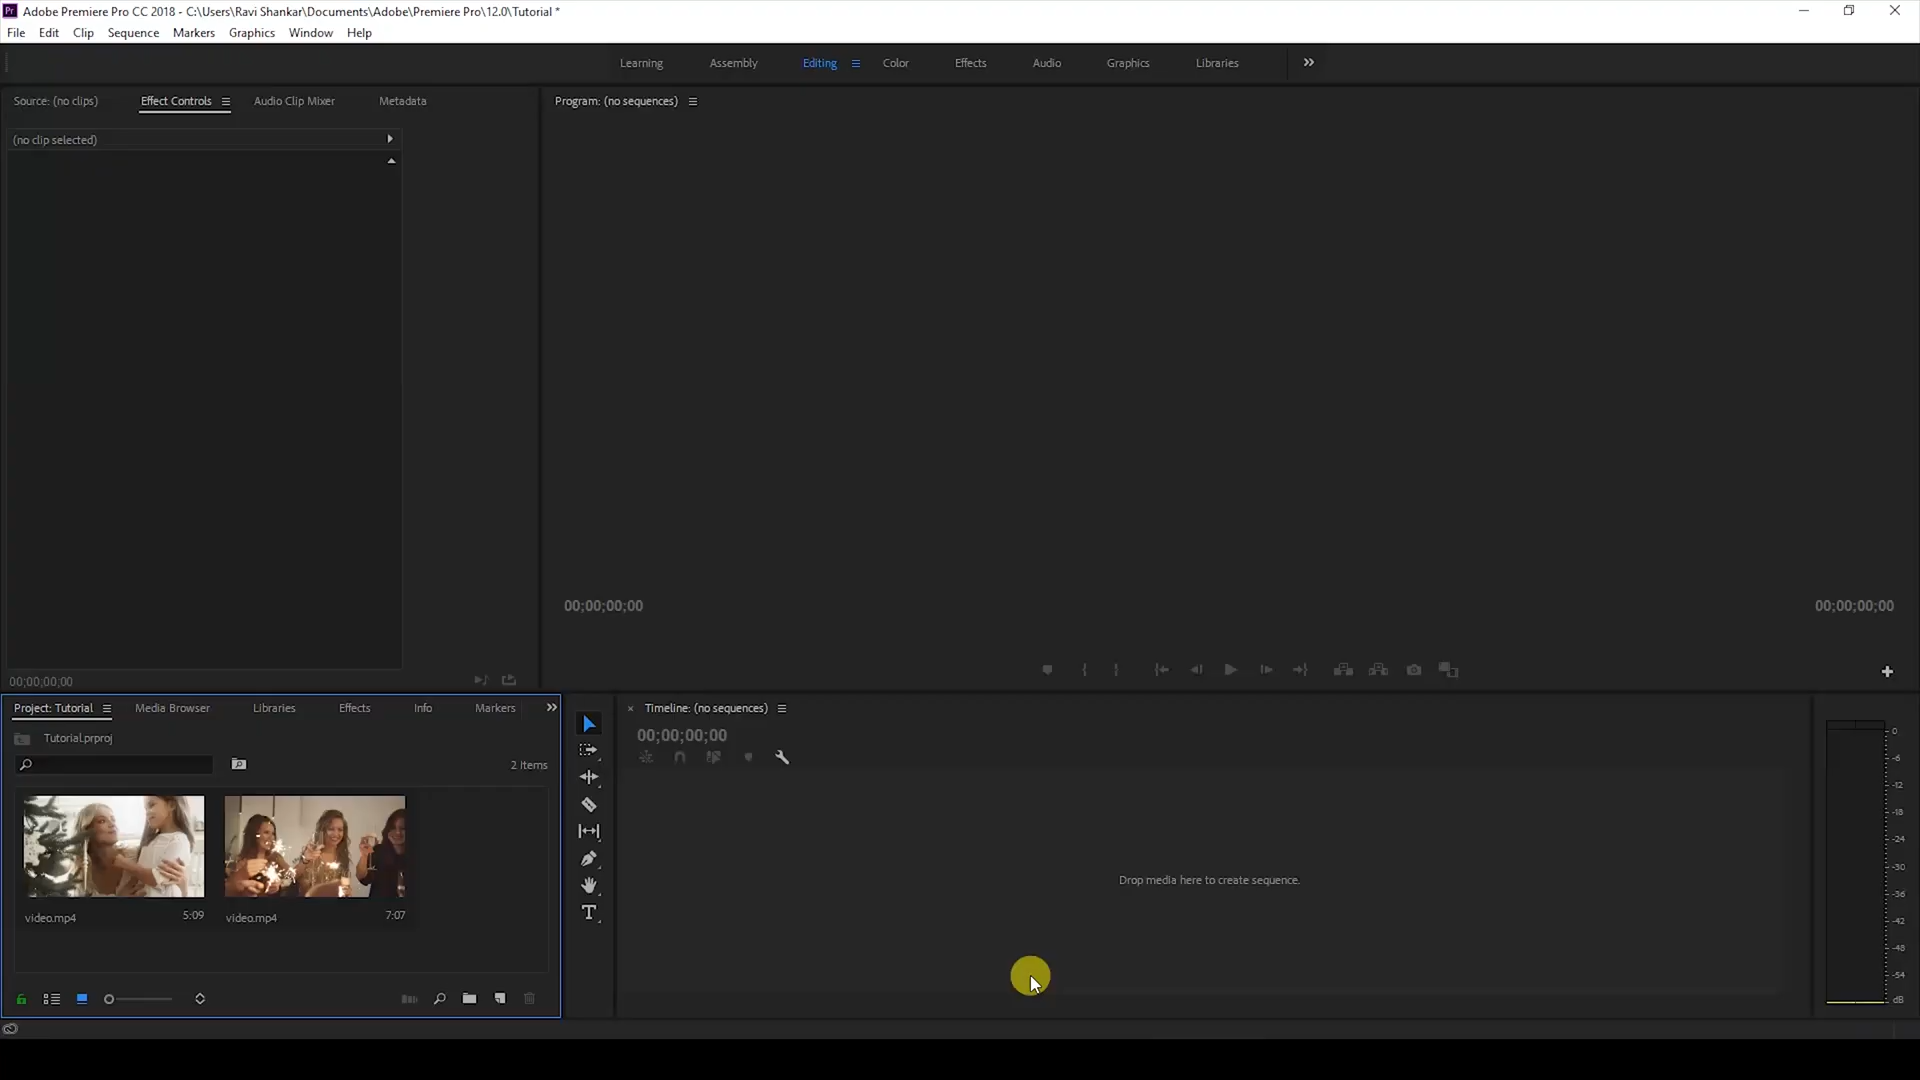 Pr Adobe Premiere Pro CC 2018 - C:\Users\Ravi Shankar\Documents\Adobe\Premiere Pro\12.0\Tutorial *
File Edit Clip Sequence Markers Graphics Window Help
Learning Assembly Editing Color Effects Audio Graphics Libraries
Source: (no clips) Effect Controls Audio Clip Mixer Metadata
Program: (no sequences)
(no clip selected)
00;00;00;00 00;00;00;00
00;00;00;00
Project: Tutorial Media Browser Libraries Effects Info Markers
Timeline: (no sequences)
Tutorial.prproj
00;00;00;00
2 Items
video.mp4 5:09
video.mp4 7:07
T
Drop media here to create sequence.
0
-6
-12
-18
-24
-30
-36
-42
-48
-54
dB